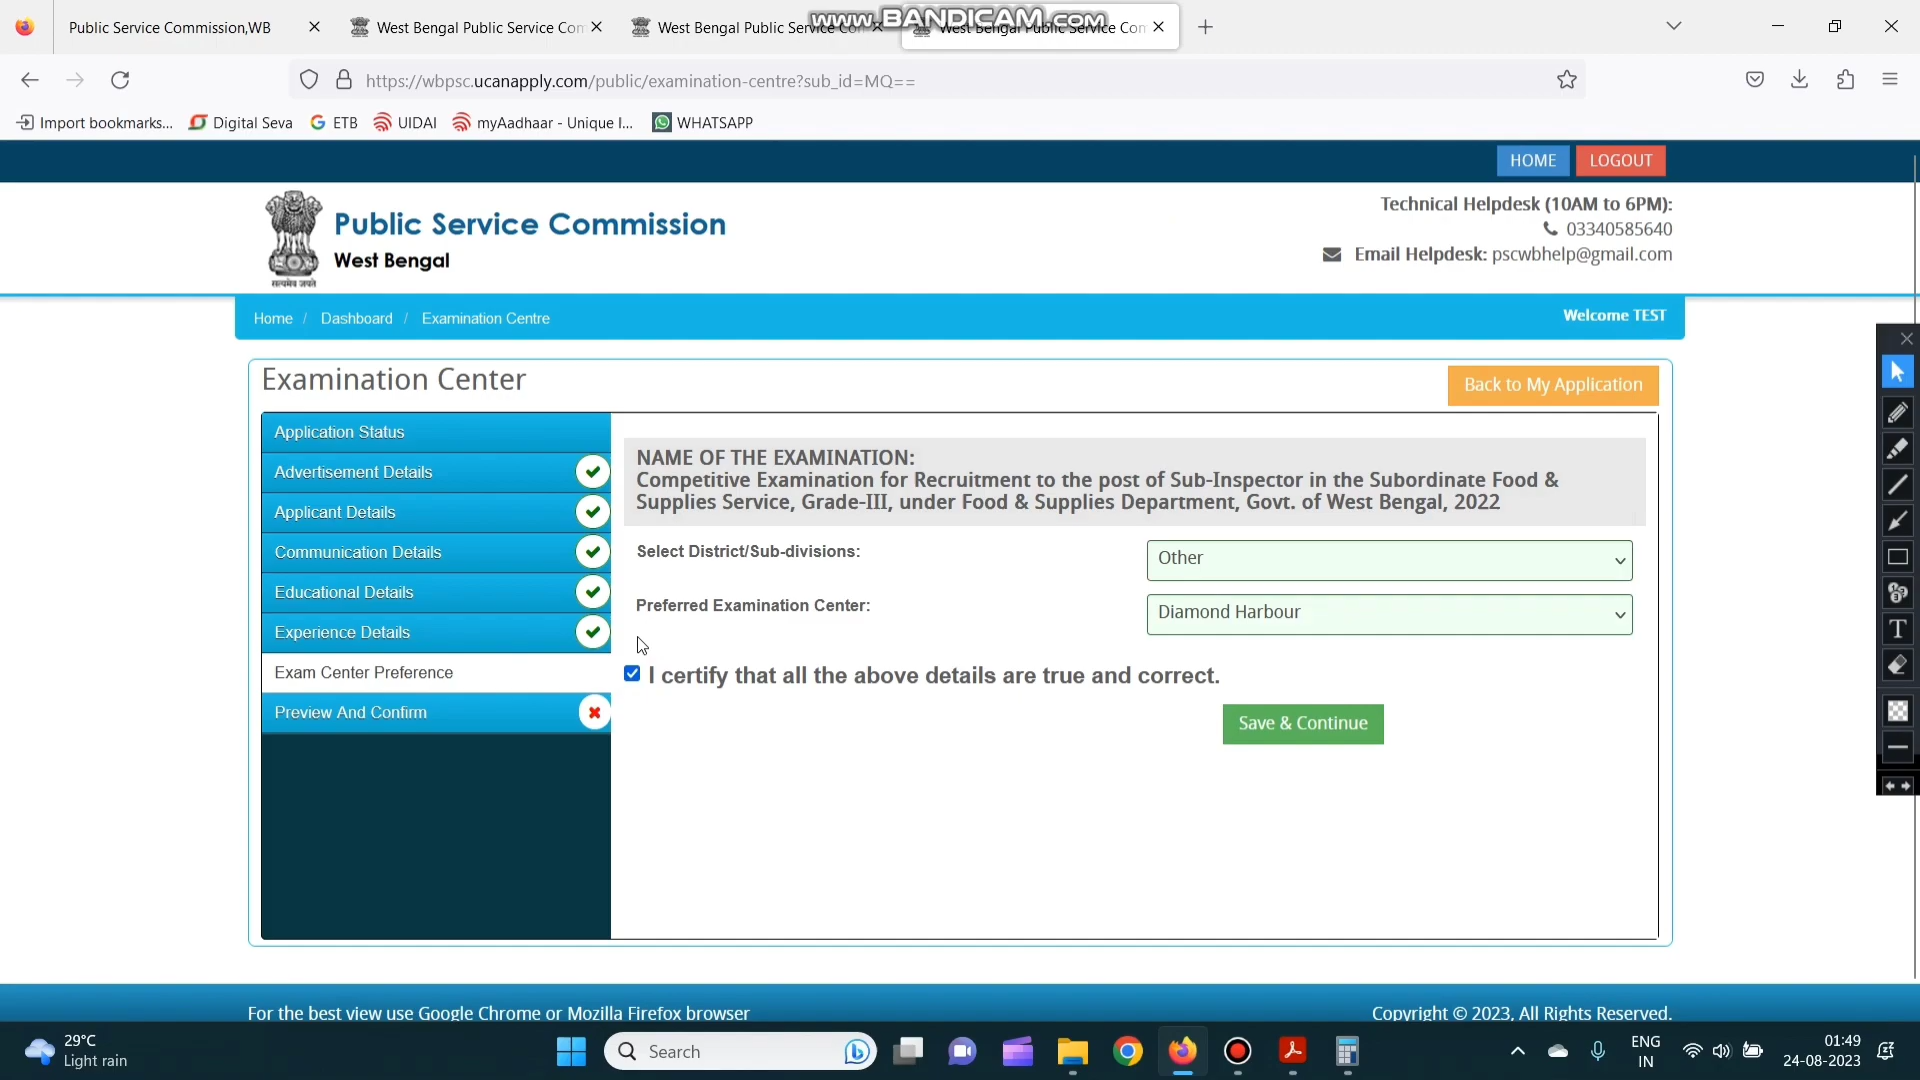 Public Service Commission,WB
West Bengal Public Service Con
West Bengal Public Service Con
West Bengal Public Service Con
www.BANDICAM.com
https://wbpsc.ucanapply.com/public/examination-centre?sub_id=MQ==
Import bookmarks...
Digital Seva
ETB
UIDAI
myAadhaar - Unique I...
WHATSAPP
HOME
LOGOUT
Public Service Commission
West Bengal
सत्यमेव जयते
Technical Helpdesk (10AM to 6PM):
03340585640
Email Helpdesk: pscwbhelp@gmail.com
Home / Dashboard / Examination Centre
Welcome TEST
Examination Center
Back to My Application
Application Status
Advertisement Details
Applicant Details
Communication Details
Educational Details
Experience Details
Exam Center Preference
Preview And Confirm
NAME OF THE EXAMINATION:
Competitive Examination for Recruitment to the post of Sub-Inspector in the Subordinate Food &
Supplies Service, Grade-III, under Food & Supplies Department, Govt. of West Bengal, 2022
Select District/Sub-divisions:
Other
Preferred Examination Center:
Diamond Harbour
I certify that all the above details are true and correct.
Save & Continue
For the best view use Google Chrome or Mozilla Firefox browser
Copyright © 2023, All Rights Reserved.
29°C
Light rain
Search
ENG
IN
01:49
24-08-2023